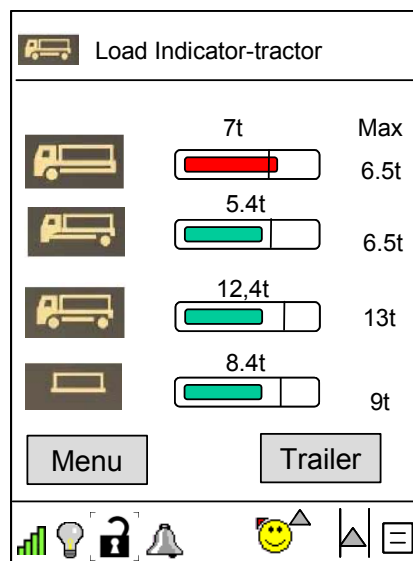 Load Indicator-tractor
7t Max
6.5t
5.4t
6.5t
12,4t
13t
8.4t
9t
Menu Trailer